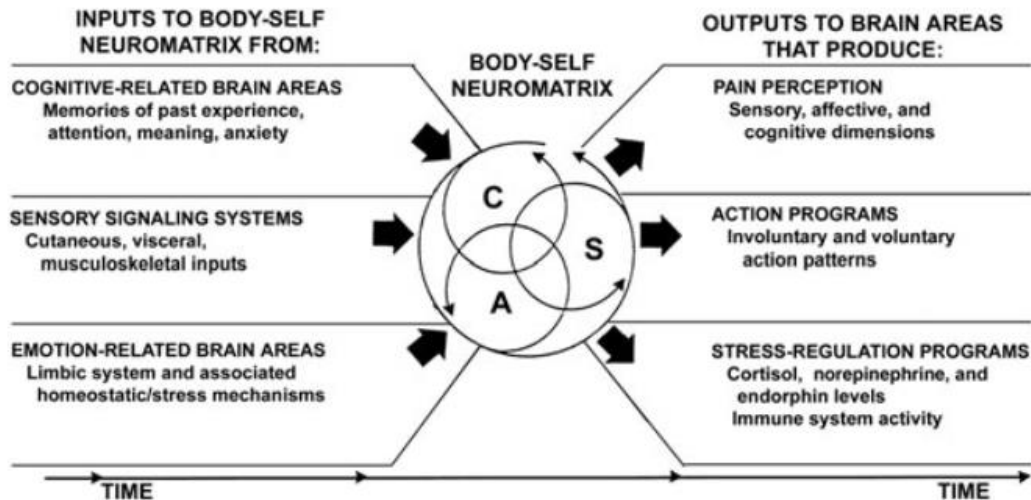 INPUTS TO BODY-SELF
NEUROMATRIX FROM:
COGNITIVE-RELATED BRAIN AREAS
Memories of past experience,
attention, meaning, anxiety
SENSORY SIGNALING SYSTEMS
Cutaneous, visceral,
musculoskeletal inputs
EMOTION-RELATED BRAIN AREAS
Limbic system and associated
homeostatic/stress mechanisms
BODY-SELF
NEUROMATRIX
C
S
A
OUTPUTS TO BRAIN AREAS
THAT PRODUCE:
PAIN PERCEPTION
Sensory, affective, and
cognitive dimensions
ACTION PROGRAMS
Involuntary and voluntary
action patterns
STRESS-REGULATION PROGRAMS
Cortisol, norepinephrine, and
endorphin levels
Immune system activity
TIME
TIME